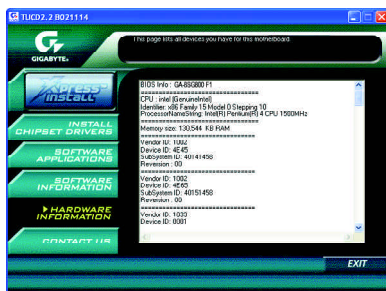 TUCD2.2 BO21114
GIGABYTE
This page lists all devices you have for this motherboard.
Xpress
Install
INSTALL
CHIPSET DRIVERS
SOFTWARE
APPLICATIONS
SOFTWARE
INFORMATION
HARDWARE
INFORMATION
CONTACT US
BIOS Info : GA-8SG800 F1
CPU : intel (GenuineIntel)
Identifier: x86 Family 15 Model 0 Stepping 10
ProcessorNameString: Intel(R) Pentium(R) 4 CPU 1500MHz
Memory size: 130,544 KB RAM
Vendor ID: 1002
Device ID: 4E45
SubSystem ID: 40141458
Reversion : 00
Vendor ID: 1002
Device ID: 4E65
SubSystem ID: 40151458
Reversion : 00
Vendor ID: 1033
Device ID: 0001
EXIT